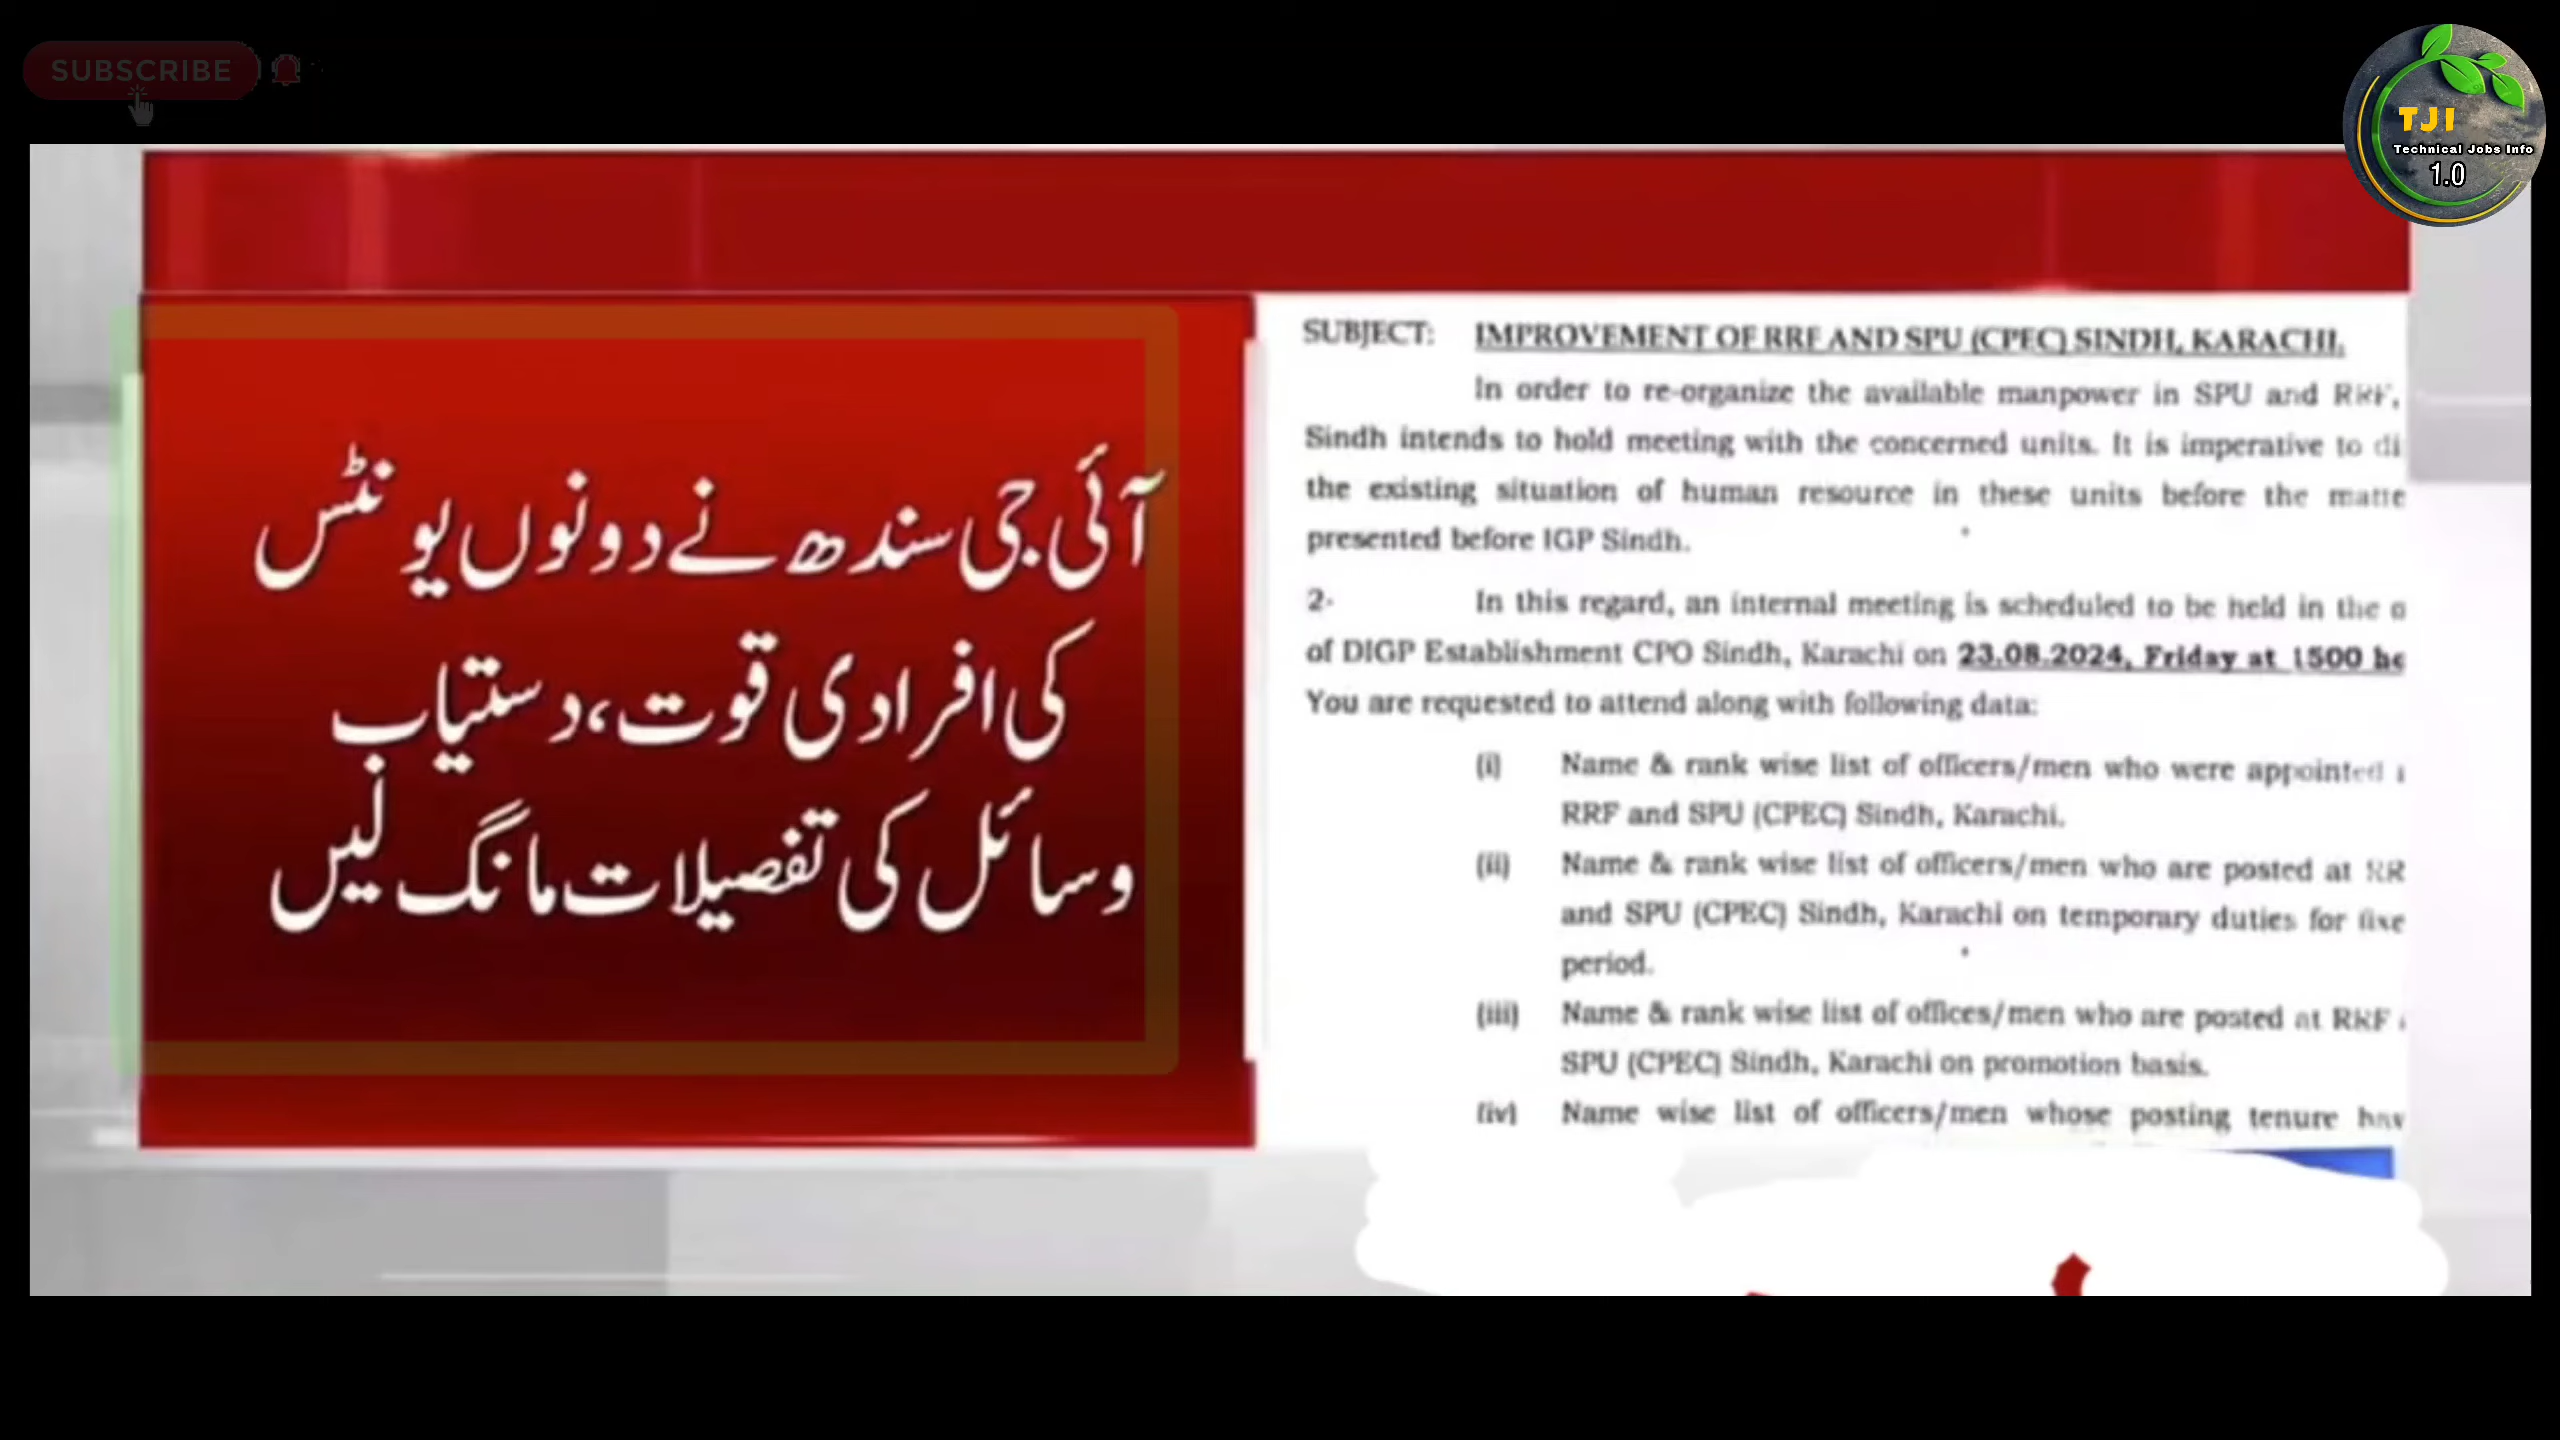 SUBSCRIBE
TJI
Technical Jobs Info
1.0
آئی جی سندھ نے دونوں یونٹس
کی افرادی قوت، دستیاب
وسائل کی تفصیلات مانگ لیں
SUBJECT: IMPROVEMENT OF RRF AND SPU (CPEC) SINDH, KARACHI.
In order to re-organize the available manpower in SPU and RRF,
Sindh intends to hold meeting with the concerned units. It is imperative to
the existing situation of human resource in these units before the
presented before IGP Sindh.
2- In this regard, an internal meeting is scheduled to be held in the
of DIGP Establishment CPO Sindh, Karachi on 23.08.2024, Friday at 1500
You are requested to attend along with following data:
(i) Name & rank wise list of officers/men who were appointed
RRF and SPU (CPEC) Sindh, Karachi.
(ii) Name & rank wise list of officers/men who are posted at
and SPU (CPEC) Sindh, Karachi on temporary duties for
period.
(iii) Name & rank wise list of offices/men who are posted at RRF
SPU (CPEC) Sindh, Karachi on promotion basis.
(iv) Name wise list of officers/men whose posting tenure